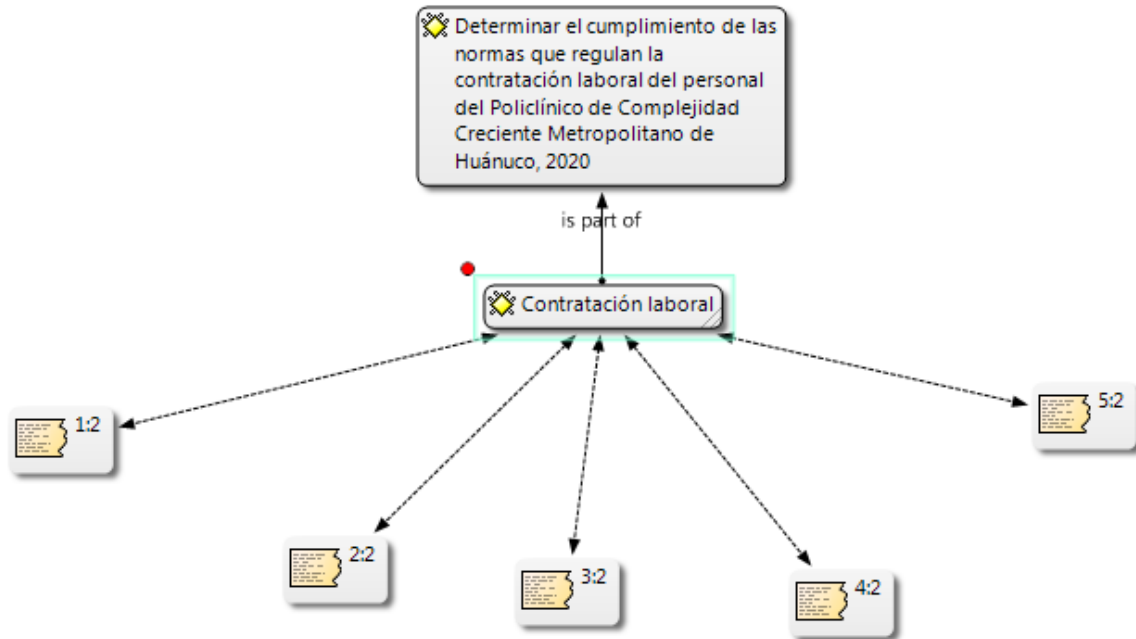 Determinar el cumplimiento de las
normas que regulan la
contratación laboral del personal
del Policlínico de Complejidad
Creciente Metropolitano de
Huánuco, 2020
is part of
Contratación laboral
1:2
5:2
2:2
3:2
4:2